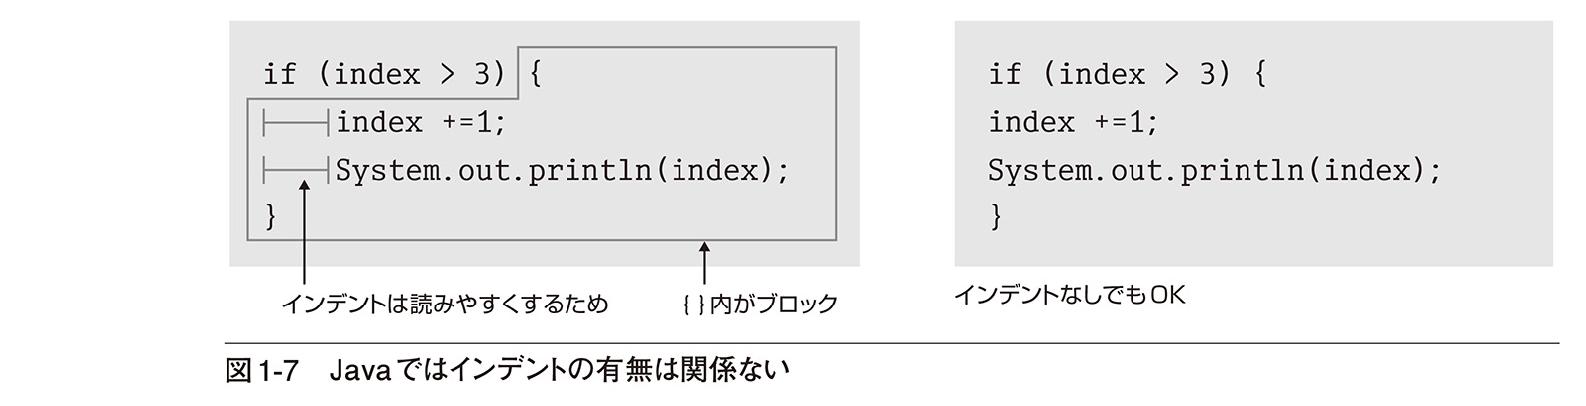 if (index > 3) {
index +=1;
System.out.println(index);
}
インデントは読みやすくするため
{ }内がブロック
if (index > 3) {
index +=1;
System.out.println(index);
}
インデントなしでもOK
図1-7 Javaではインデントの有無は関係ない